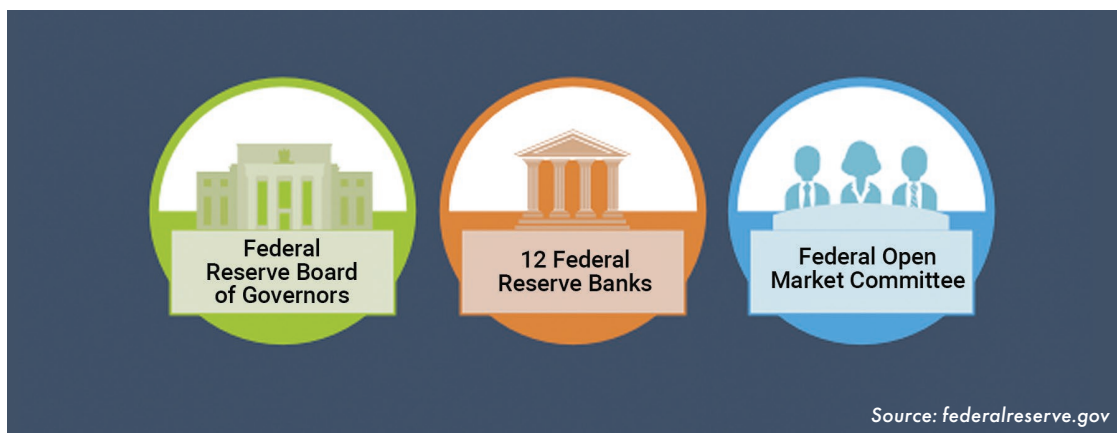 Federal
Reserve Board
of Governors
12 Federal
Reserve Banks
Federal Open
Market Committee
Source: federalreserve.gov